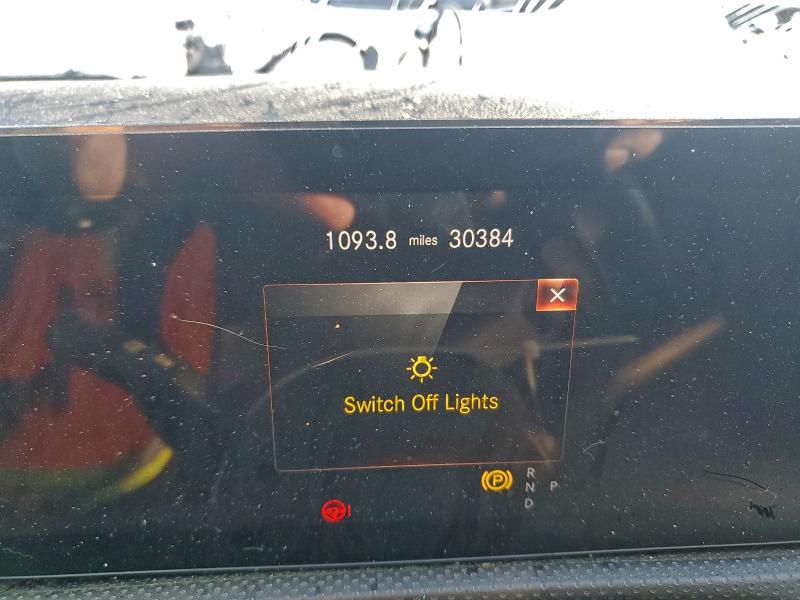 1093.8 miles 30384
Switch Off Lights
P
R
N P
D